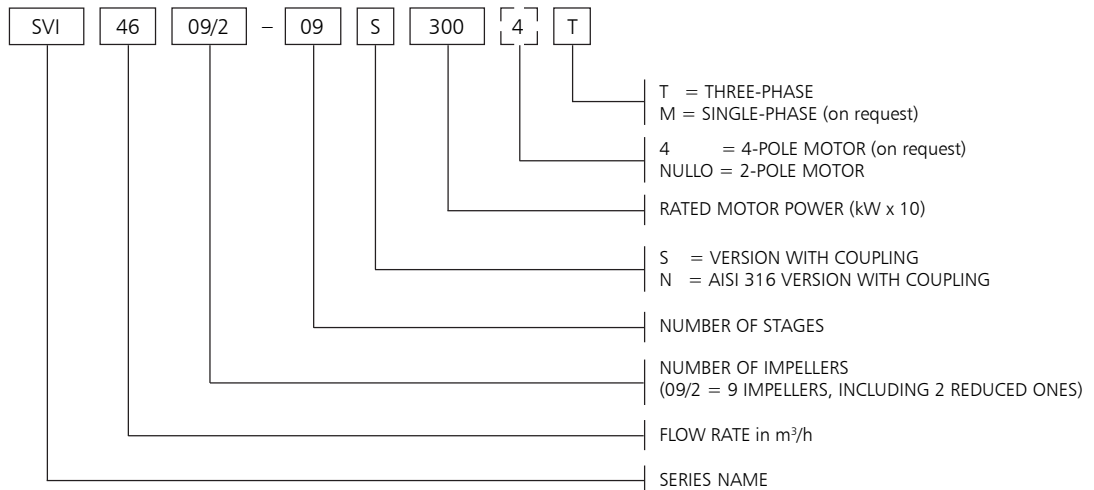 SVI 46 09/2 – 09 S 300 4 T
T = THREE-PHASE
M = SINGLE-PHASE (on request)
4 = 4-POLE MOTOR (on request)
NULLO = 2-POLE MOTOR
RATED MOTOR POWER (kW x 10)
S = VERSION WITH COUPLING
N = AISI 316 VERSION WITH COUPLING
NUMBER OF STAGES
NUMBER OF IMPELLERS
(09/2 = 9 IMPELLERS, INCLUDING 2 REDUCED ONES)
FLOW RATE in m³/h
SERIES NAME